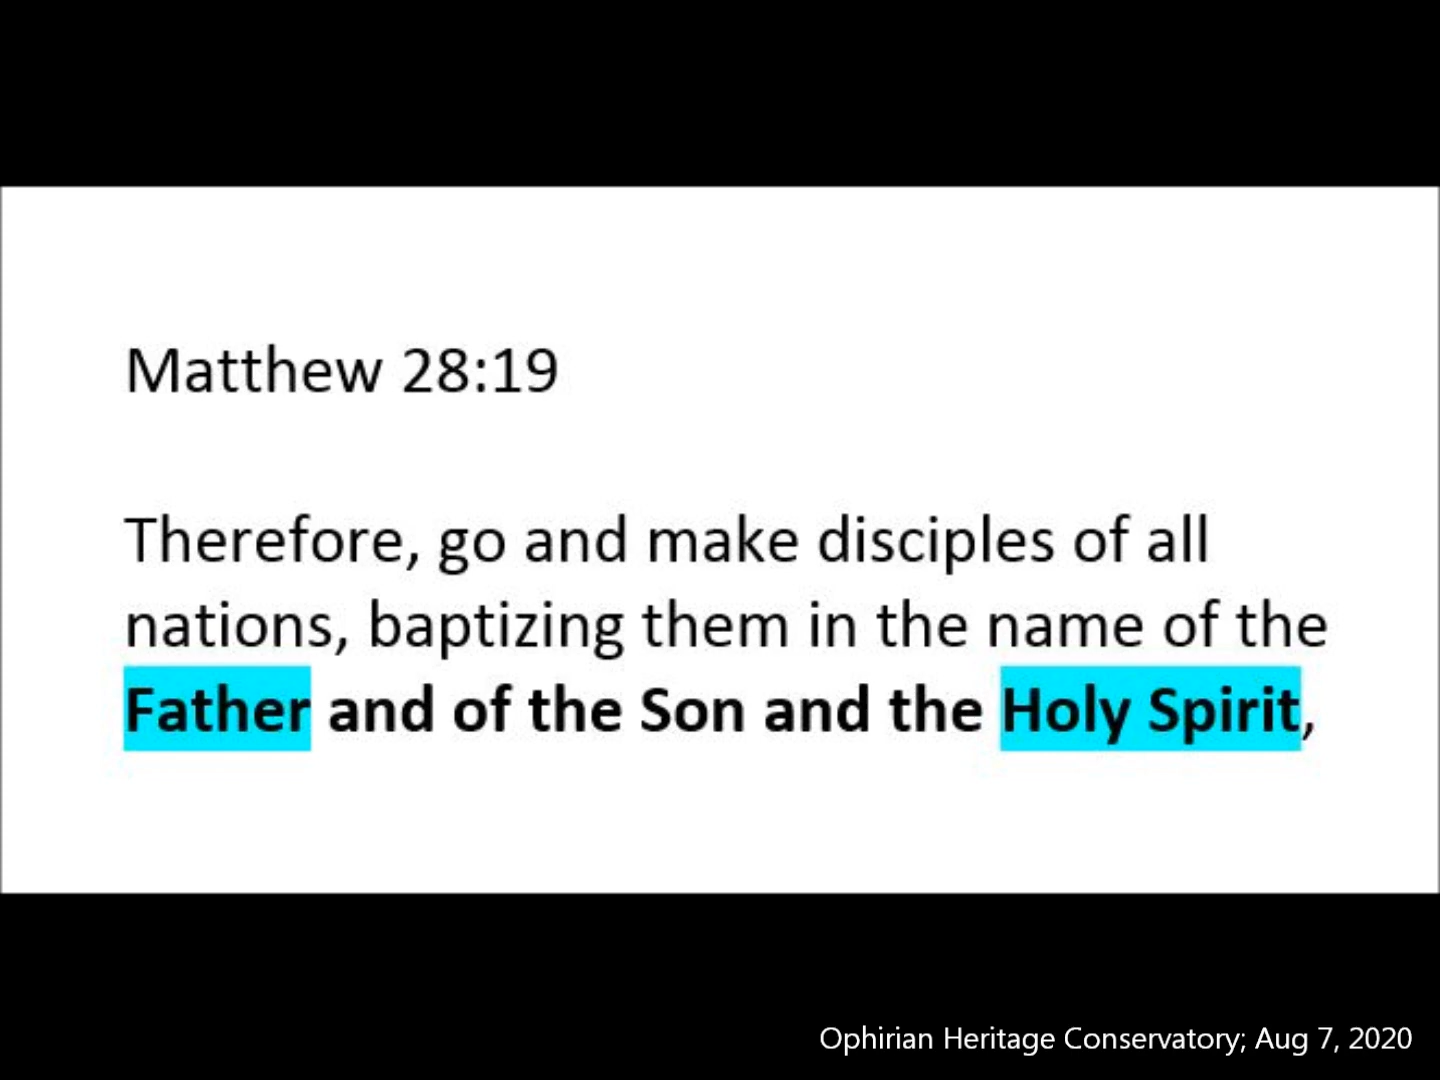 Matthew 28:19
Therefore, go and make disciples of all
nations, baptizing them in the name of the
Father and of the Son and the Holy Spirit,
Ophirian Heritage Conservatory; Aug 7, 2020